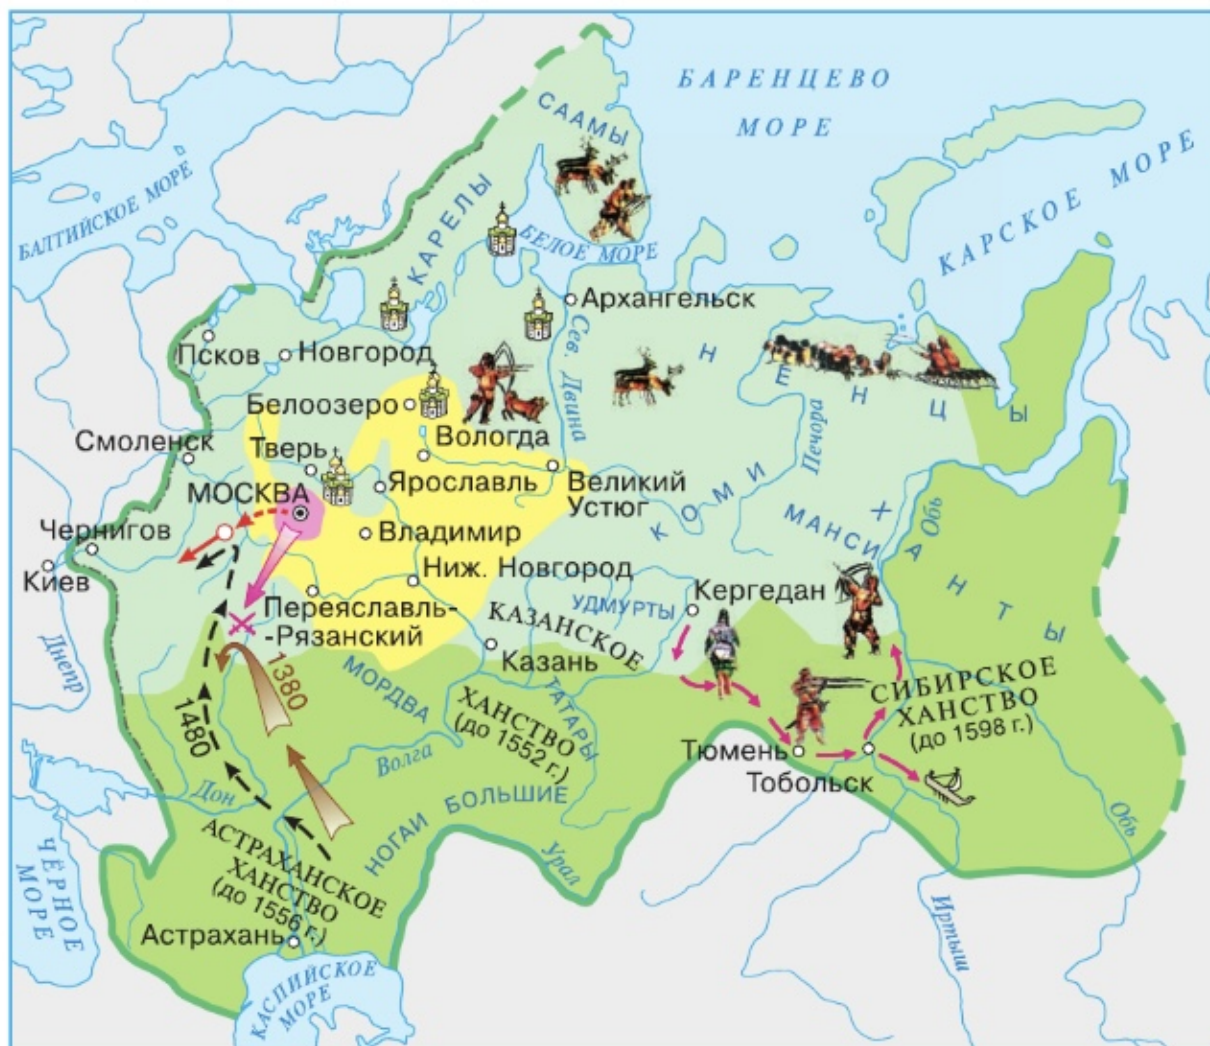 БАРЕНЦЕВО
МОРЕ
КАРСКОЕ МОРЕ
СААМЫ
БАЛТИЙСКОЕ МОРЕ
КАРЕЛЫ
БЕЛОЕ МОРЕ
Архангельск
Псков
Новгород
Сев. Двина
НЕНЦЫ
Белоозеро
Вологда
Печора
Смоленск
Тверь
МОСКВА
Ярославль
Великий
Устюг
КОМИ
МАНСИ
ХАНТЫ
Обь
Чернигов
Владимир
Киев
Ниж. Новгород
Переяславль-
-Рязанский
УДМУРТЫ
Кергедан
КАЗАНСКОЕ
Казань
Днепр
1380
МОРДВА
ХАНСТВО
(до 1552 г.)
ТАТАРЫ
СИБИРСКОЕ
ХАНСТВО
(до 1598 г.)
1480
Волга
Тюмень
Тобольск
Дон
НОГАИ БОЛЬШИЕ
Обь
АСТРАХАНСКОЕ
ХАНСТВО
(до 1556 г.)
Урал
ЧЁРНОЕ
МОРЕ
Иртыш
Астрахань
КАСПИЙСКОЕ
МОРЕ